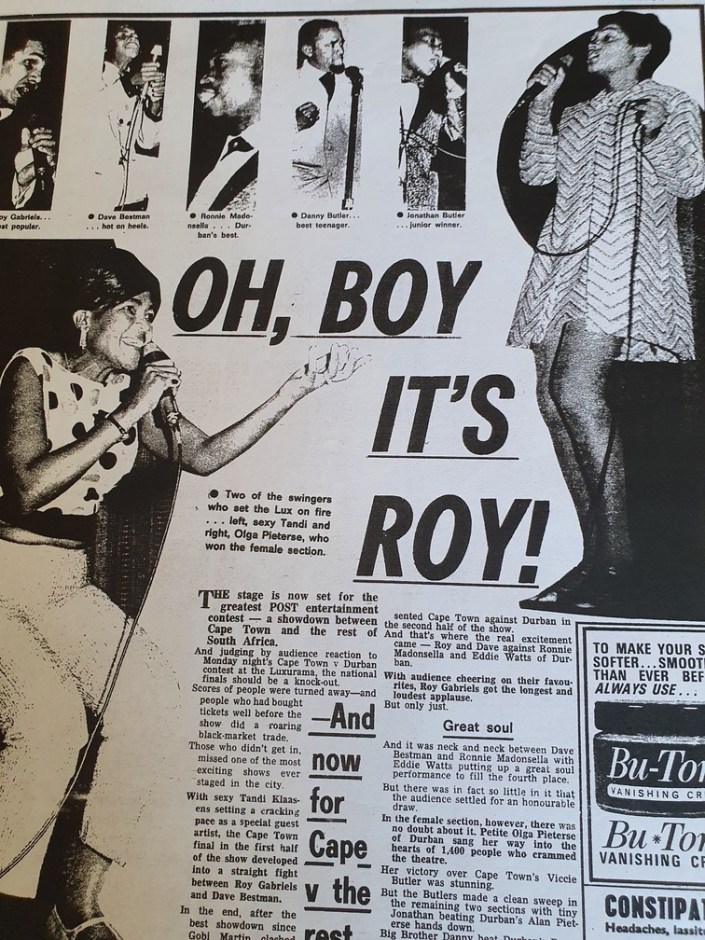 oy Gabriels...
st popular.
● Dave Bestman
... hot on heels.
● Ronnie Mado-
nsella . . . Dur-
ban's best.
● Danny Butler...
best teenager.
● Jonathan Butler
...junior winner.
OH, BOY
IT'S
ROY!
● Two of the swingers
who set the Lux on fire
. . . left, sexy Tandi and
right, Olga Pieterse, who
won the female section.
THE stage is now set for the
greatest POST entertainment
contest — a showdown between
Cape Town and the rest of
South Africa.
And judging by audience reaction to
Monday night's Cape Town v Durban
contest at the Luxurama, the national
finals should be a knock-out.
Scores of people were turned away—and
people who had bought
tickets well before the
show did a roaring
black-market trade.
Those who didn't get in,
missed one of the most
exciting shows ever
staged in the city.
With sexy Tandi Klaas-
ens setting a cracking
pace as a special guest
artist, the Cape Town
final in the first half
of the show developed
into a straight fight
between Roy Gabriels
and Dave Bestman.
In the end, after the
best showdown since
Gobi Martin clashed
—And
now
for
Cape
v the
rest
sented Cape Town against Durban in
the second half of the show.
And that's where the real excitement
came — Roy and Dave against Ronnie
Madonsella and Eddie Watts of Dur-
ban.
With audience cheering on their favou-
rites, Roy Gabriels got the longest and
loudest applause.
But only just.
Great soul
And it was neck and neck between Dave
Bestman and Ronnie Madonsella with
Eddie Watts putting up a great soul
performance to fill the fourth place.
But there was in fact so little in it that
the audience settled for an honourable
draw.
In the female section, however, there was
no doubt about it. Petite Olga Pieterse
of Durban sang her way into the
hearts of 1,400 people who crammed
the theatre.
Her victory over Cape Town's Viccie
Butler was stunning.
But the Butlers made a clean sweep in
the remaining two sections with tiny
Jonathan beating Durban's Alan Piet-
erse hands down.
Big Brother Danny beat
TO MAKE YOUR S
SOFTER...SMOOT
THAN EVER BEF
ALWAYS USE...
Bu-Tor
VANISHING CR
Bu*Tor
VANISHING CR
CONSTIPAT
Headaches, lassit